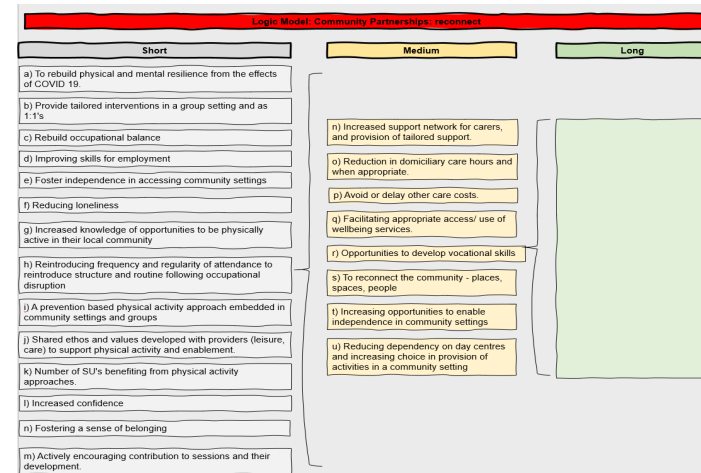 Logic Model: Community Partnerships: reconnect
Short
a) To rebuild physical and mental resilience from the effects
of COVID 19.
b) Provide tailored interventions in a group setting and as
1:1's
c) Rebuild occupational balance
d) Improving skills for employment
e) Foster independence in accessing community settings
f) Reducing loneliness
g) Increased knowledge of opportunities to be physically
active in their local community
h) Reintroducing frequency and regularity of attendance to
reintroduce structure and routine following occupational
disruption
i) A prevention based physical activity approach embedded in
community settings and groups
j) Shared ethos and values developed with providers (leisure,
care) to support physical activity and enablement.
k) Number of SU's benefiting from physical activity
approaches.
l) Increased confidence
n) Fostering a sense of belonging
m) Actively encouraging contribution to sessions and their
development.
Medium
n) Increased support network for carers,
and provision of tailored support.
o) Reduction in domiciliary care hours and
when appropriate.
p) Avoid or delay other care costs.
q) Facilitating appropriate access/ use of
wellbeing services.
r) Opportunities to develop vocational skills
s) To reconnect the community - places,
spaces, people
t) Increasing opportunities to enable
independence in community settings
u) Reducing dependency on day centres
and increasing choice in provision of
activities in a community setting
Long